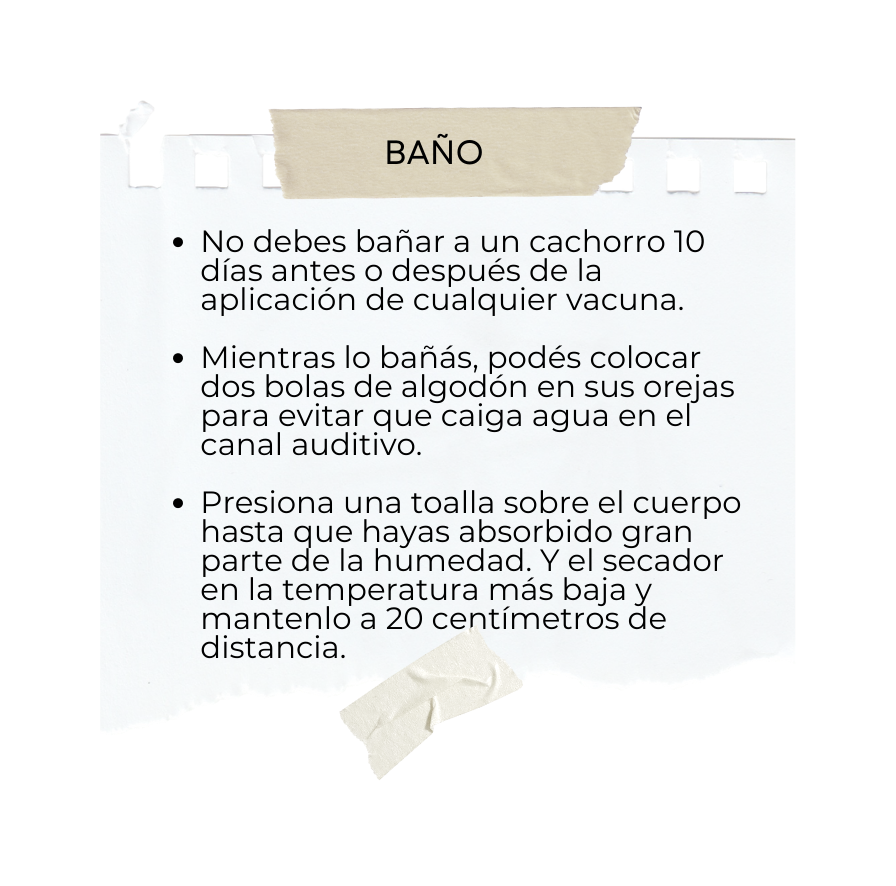 BAÑO
• No debes bañar a un cachorro 10
días antes o después de la
aplicación de cualquier vacuna.
• Mientras lo bañás, podés colocar
dos bolas de algodón en sus orejas
para evitar que caiga agua en el
canal auditivo.
• Presiona una toalla sobre el cuerpo
hasta que hayas absorbido gran
parte de la humedad. Y el secador
en la temperatura más baja y
mantenlo a 20 centímetros de
distancia.